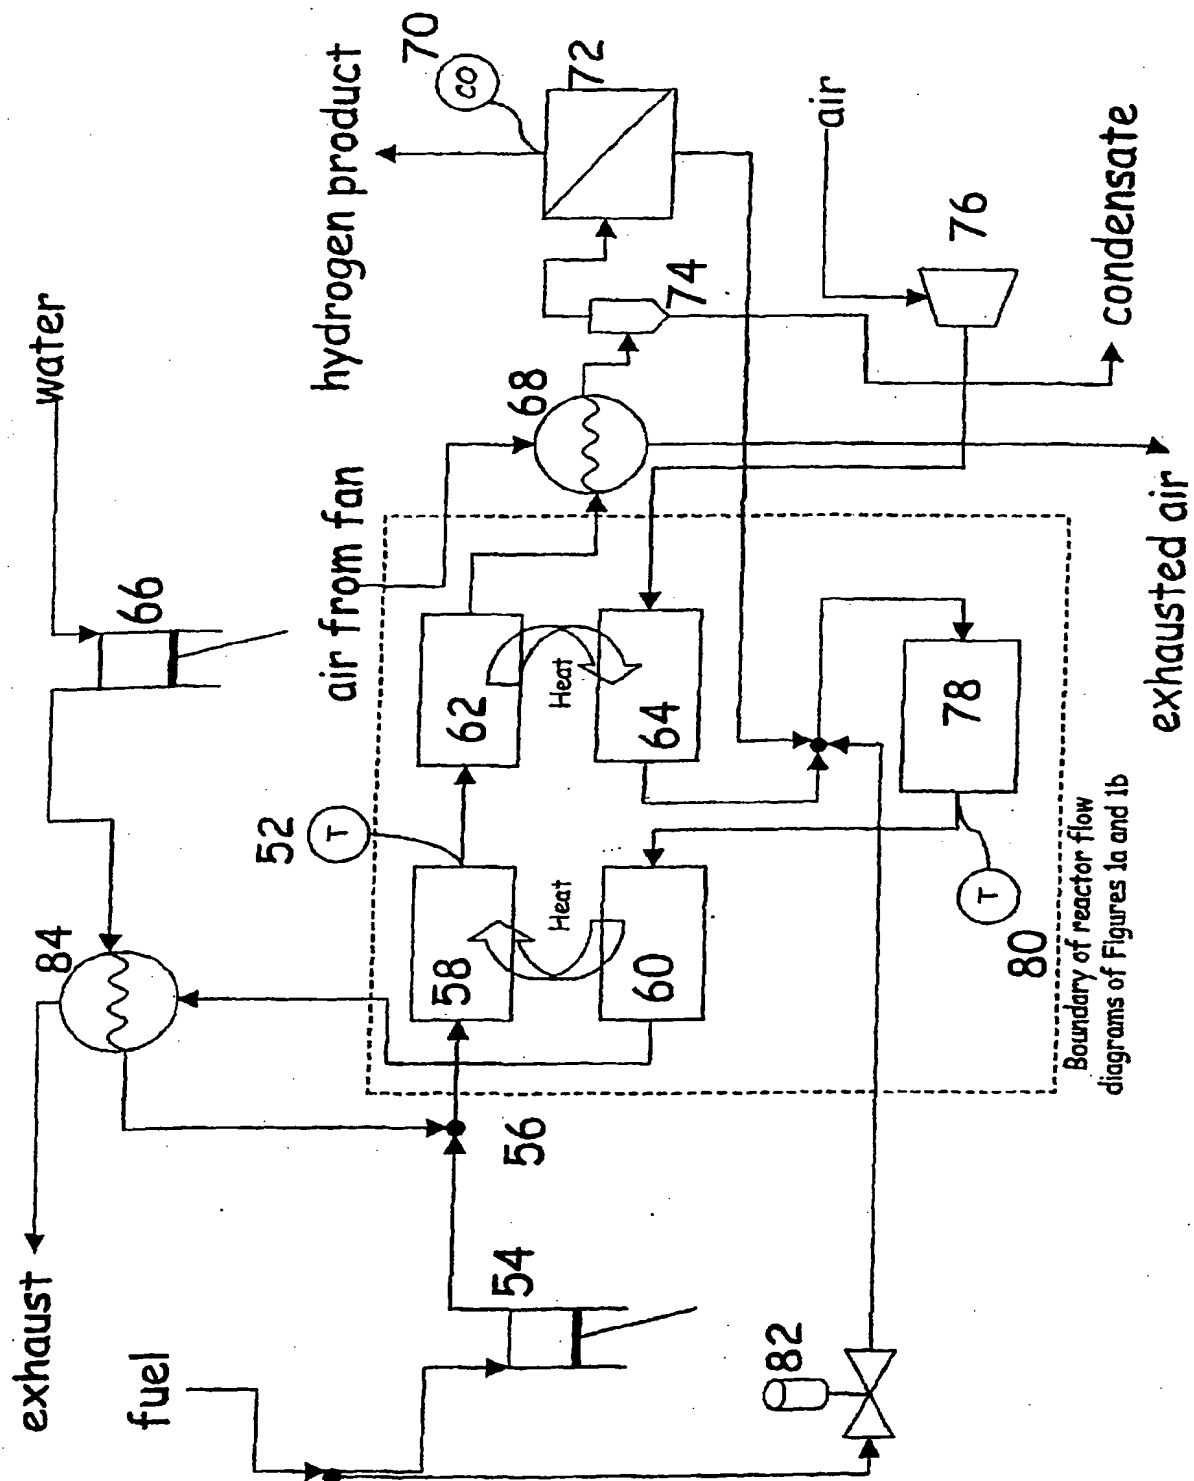 exhaust
fuel
water
84
66
air from fan
hydrogen product
70
CO
72
air
76
condensate
exhausted air
68
74
52
T
62
Heat
64
58
Heat
60
78
T
80
56
54
82
Boundary of reactor flow
diagrams of Figures 1a and 1b